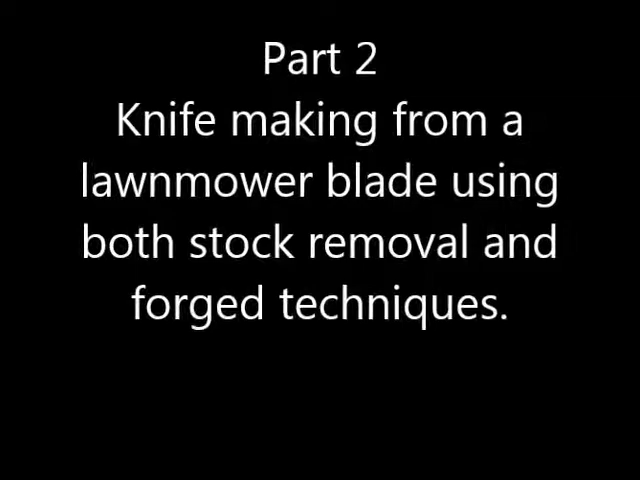 Part 2
Knife making from a
lawnmower blade using
both stock removal and
forged techniques.